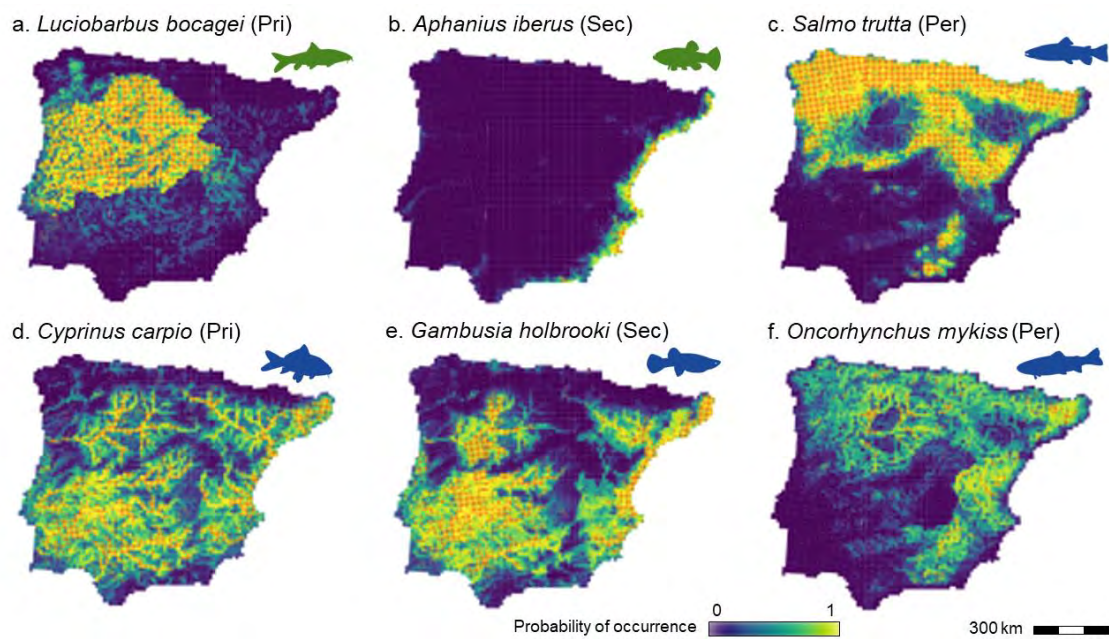 a. Luciobarbus bocagei (Pri)
b. Aphanius iberus (Sec)
c. Salmo trutta (Per)
d. Cyprinus carpio (Pri)
e. Gambusia holbrooki (Sec)
f. Oncorhynchus mykiss (Per)
0 1
Probability of occurrence
300 km